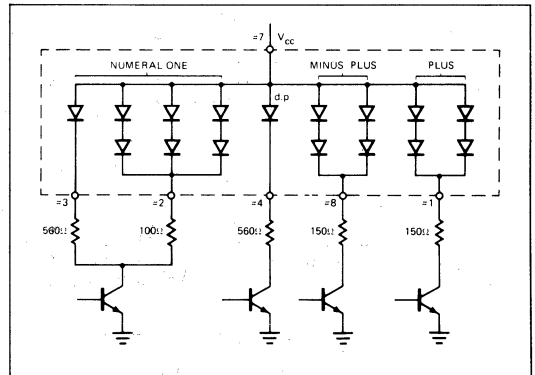 =7 Vcc
NUMERAL ONE
MINUS PLUS
PLUS
d.p
=3
=2
=4
=8
=1
560Ω
100Ω
560Ω
150Ω
150Ω